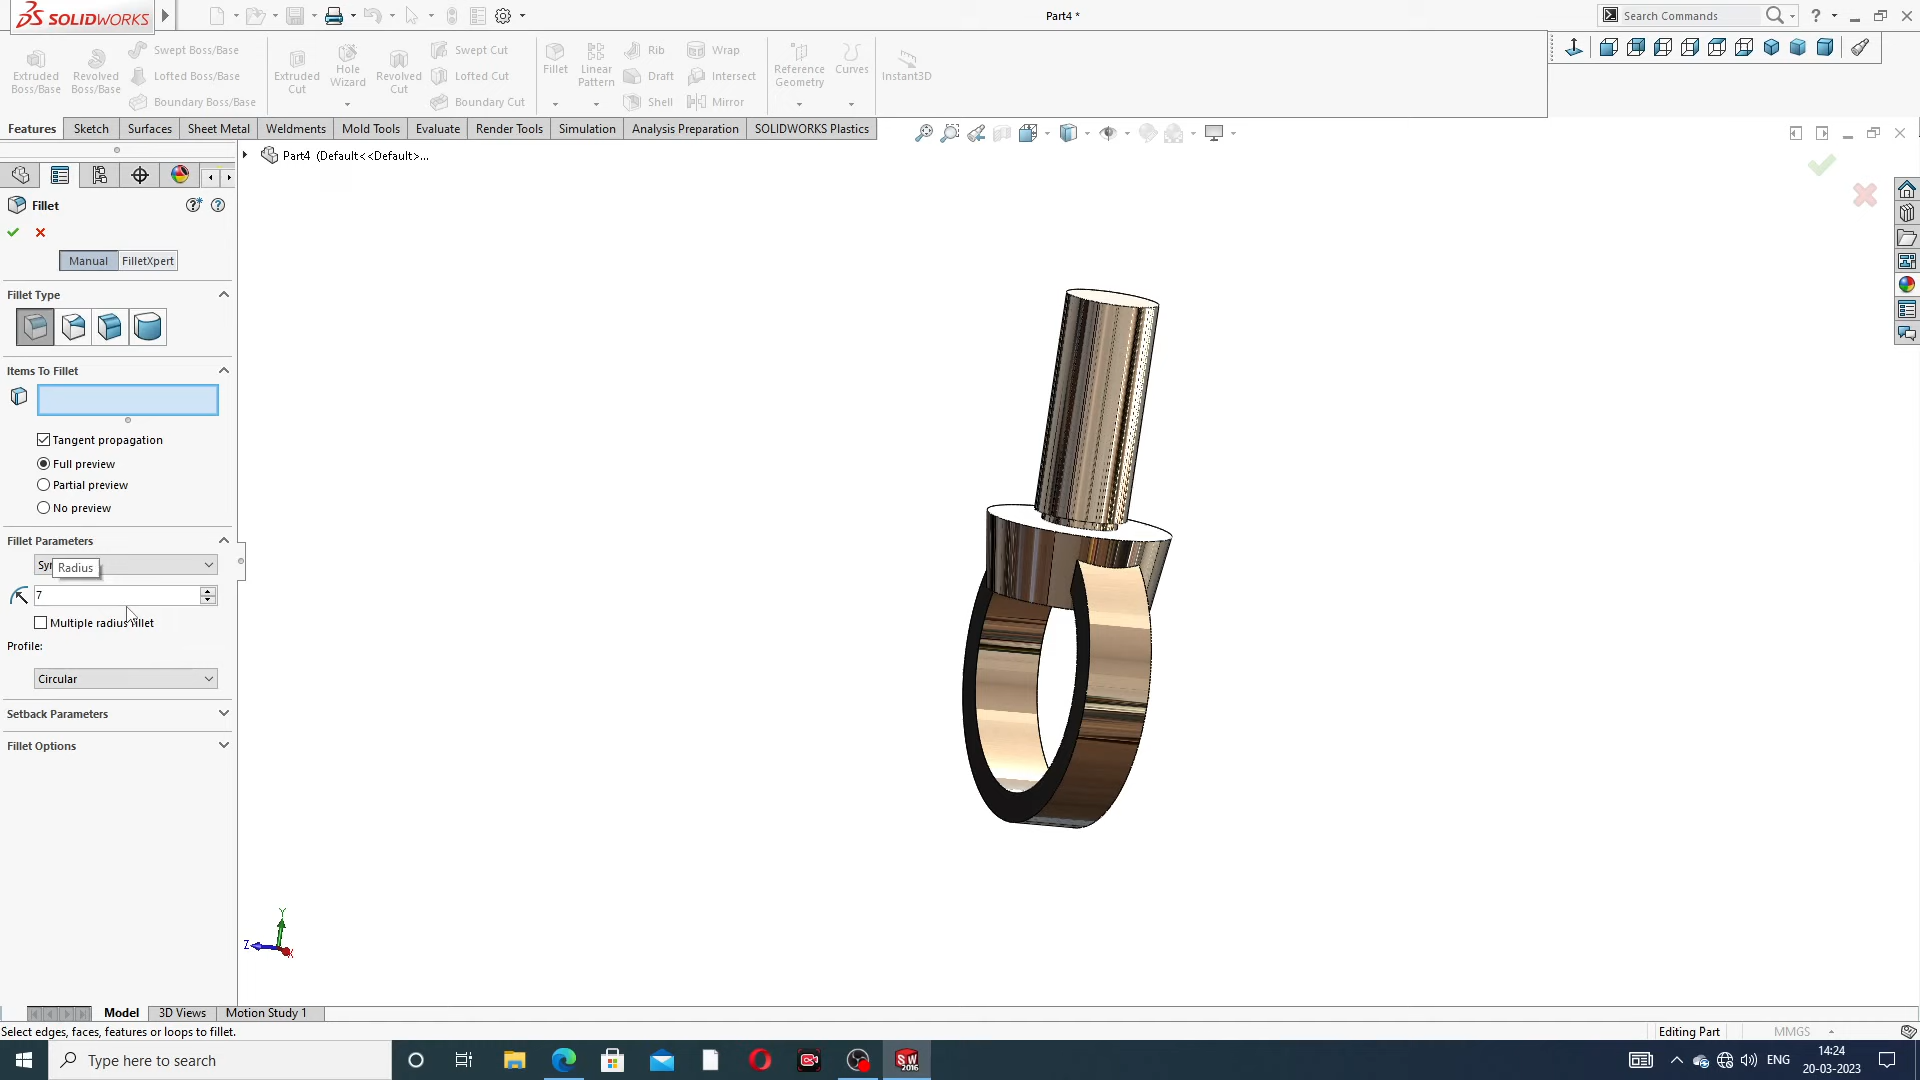 SOLIDWORKS
Part4 *
Search Commands
?
Extruded Boss/Base
Revolved Boss/Base
Swept Boss/Base
Lofted Boss/Base
Boundary Boss/Base
Extruded Cut
Hole Wizard
Revolved Cut
Swept Cut
Lofted Cut
Boundary Cut
Fillet
Linear Pattern
Rib
Draft
Shell
Wrap
Intersect
Mirror
Reference Geometry
Curves
Instant3D
Features
Sketch
Surfaces
Sheet Metal
Weldments
Mold Tools
Evaluate
Render Tools
Simulation
Analysis Preparation
SOLIDWORKS Plastics
Part4 (Default<<Default>...
Fillet
Manual
FilletXpert
Fillet Type
Items To Fillet
Tangent propagation
Full preview
Partial preview
No preview
Fillet Parameters
Radius
7
Multiple radius fillet
Profile:
Circular
Setback Parameters
Fillet Options
Y
Z
X
Model
3D Views
Motion Study 1
Select edges, faces, features or loops to fillet.
Editing Part
MMGS
Type here to search
SW
2016
ENG
14:24
20-03-2023